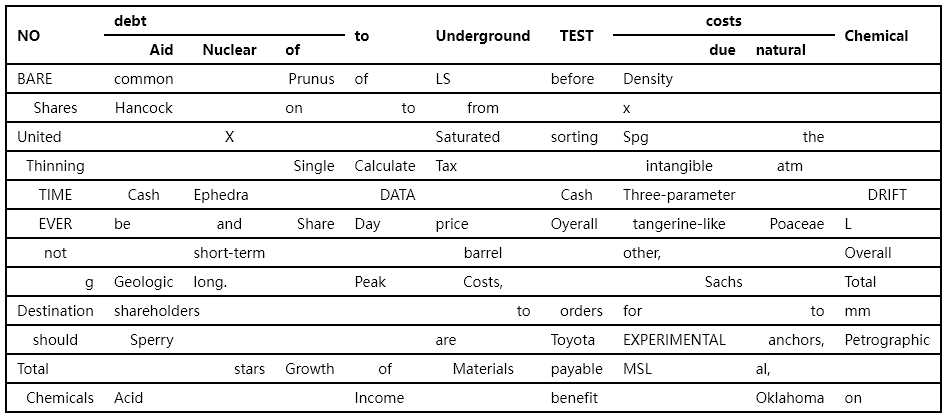 debt costs
NO to Underground TEST Chemical
Aid Nuclear of due natural
BARE common Prunus of LS before Density
Shares Hancock on to from x
United X Saturated sorting Spg the
Thinning Single Calculate Tax intangible atm
TIME Cash Ephedra DATA Cash Three-parameter DRIFT
EVER be and Share Day price Oyerall tangerine-like Poaceae L
not short-term barrel other, Overall
g Geologic long. Peak Costs, Sachs Total
Destination shareholders to orders for to mm
should Sperry are Toyota EXPERIMENTAL anchors, Petrographic
Total stars Growth of Materials payable MSL al,
Chemicals Acid Income benefit Oklahoma on